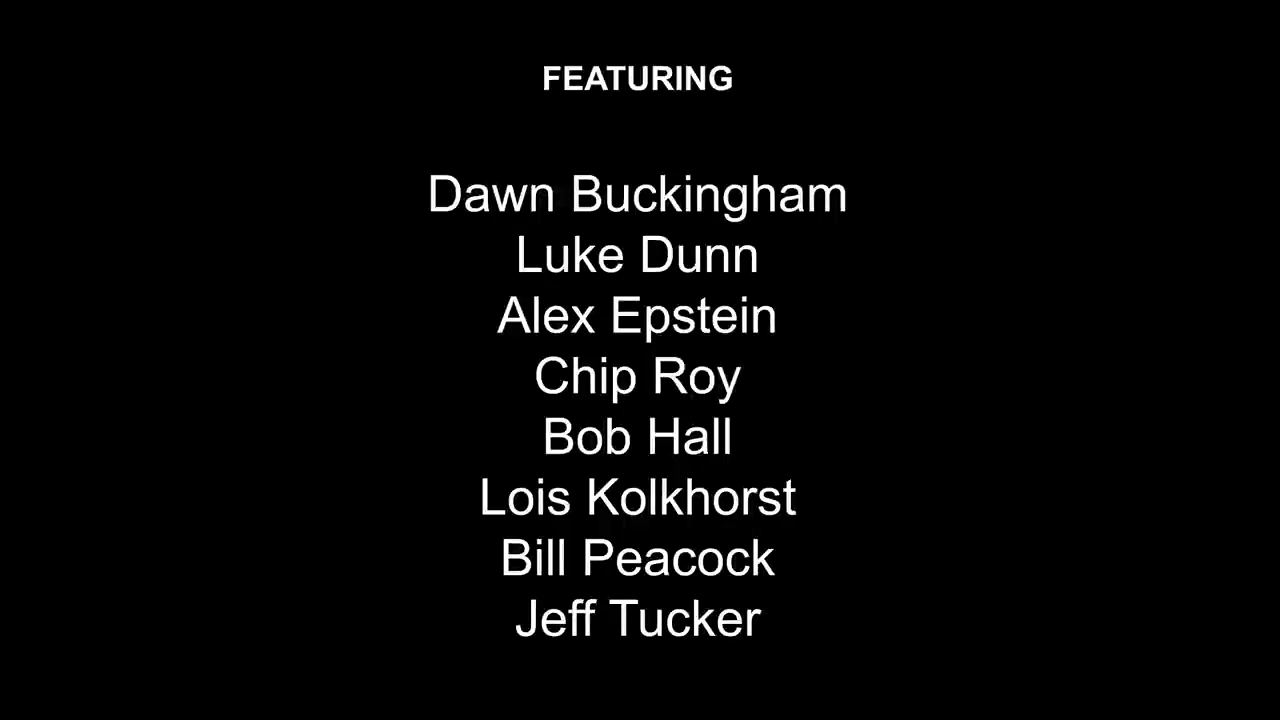 FEATURING
Dawn Buckingham
Luke Dunn
Alex Epstein
Chip Roy
Bob Hall
Lois Kolkhorst
Bill Peacock
Jeff Tucker